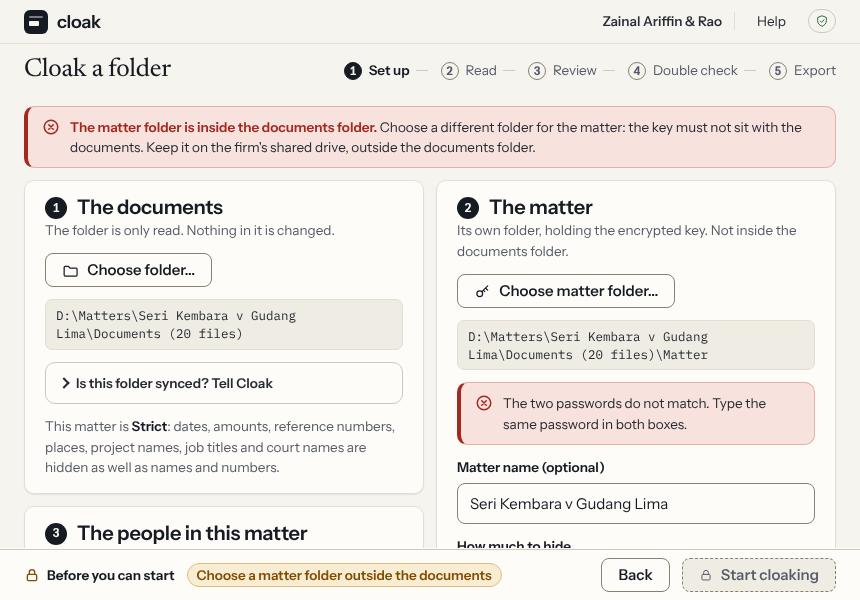 cloak
Zainal Ariffin & Rao
Help
Cloak a folder
1 Set up
2 Read
3 Review
4 Double check
5 Export
The matter folder is inside the documents folder. Choose a different folder for the matter: the key must not sit with the
documents. Keep it on the firm's shared drive, outside the documents folder.
1 The documents
The folder is only read. Nothing in it is changed.
Choose folder...
D:\Matters\Seri Kembara v Gudang
Lima\Documents (20 files)
Is this folder synced? Tell Cloak
This matter is Strict: dates, amounts, reference numbers,
places, project names, job titles and court names are
hidden as well as names and numbers.
3 The people in this matter
2 The matter
Its own folder, holding the encrypted key. Not inside the
documents folder.
Choose matter folder...
D:\Matters\Seri Kembara v Gudang
Lima\Documents (20 files)\Matter
The two passwords do not match. Type the
same password in both boxes.
Matter name (optional)
Seri Kembara v Gudang Lima
How much to hide
Before you can start
Choose a matter folder outside the documents
Back
Start cloaking